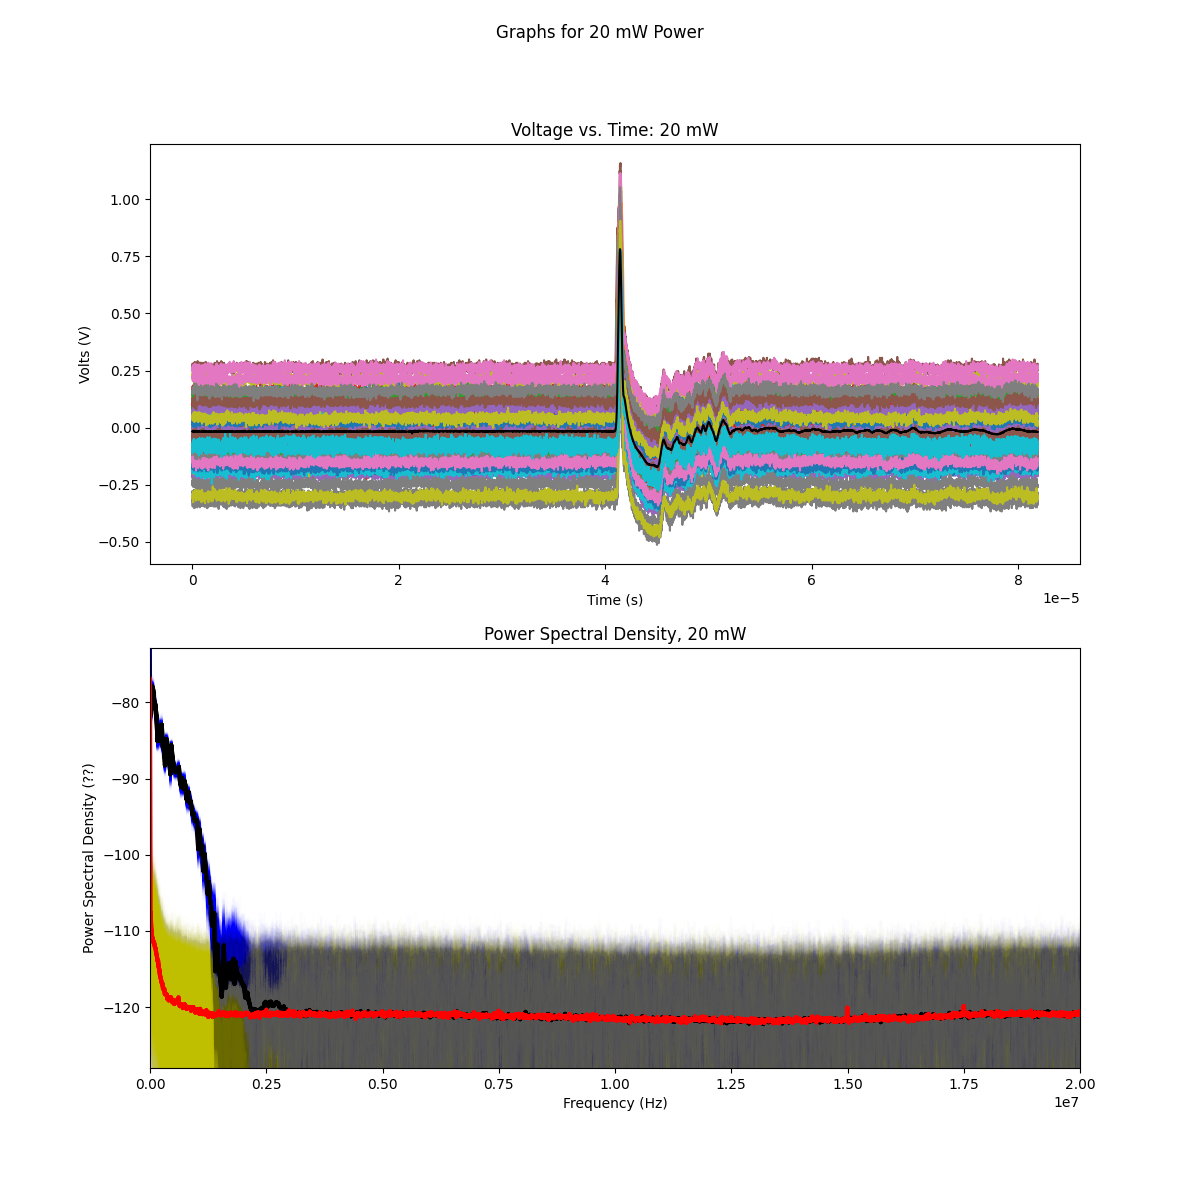 Graphs for 20 mW Power
Voltage vs. Time: 20 mW
Volts (V)
1.00
0.75
0.50
0.25
0.00
−0.25
−0.50
0 2 4 6 8
1e−5
Time (s)
Power Spectral Density, 20 mW
Power Spectral Density (??)
−80
−90
−100
−110
−120
0.00 0.25 0.50 0.75 1.00 1.25 1.50 1.75 2.00
1e7
Frequency (Hz)